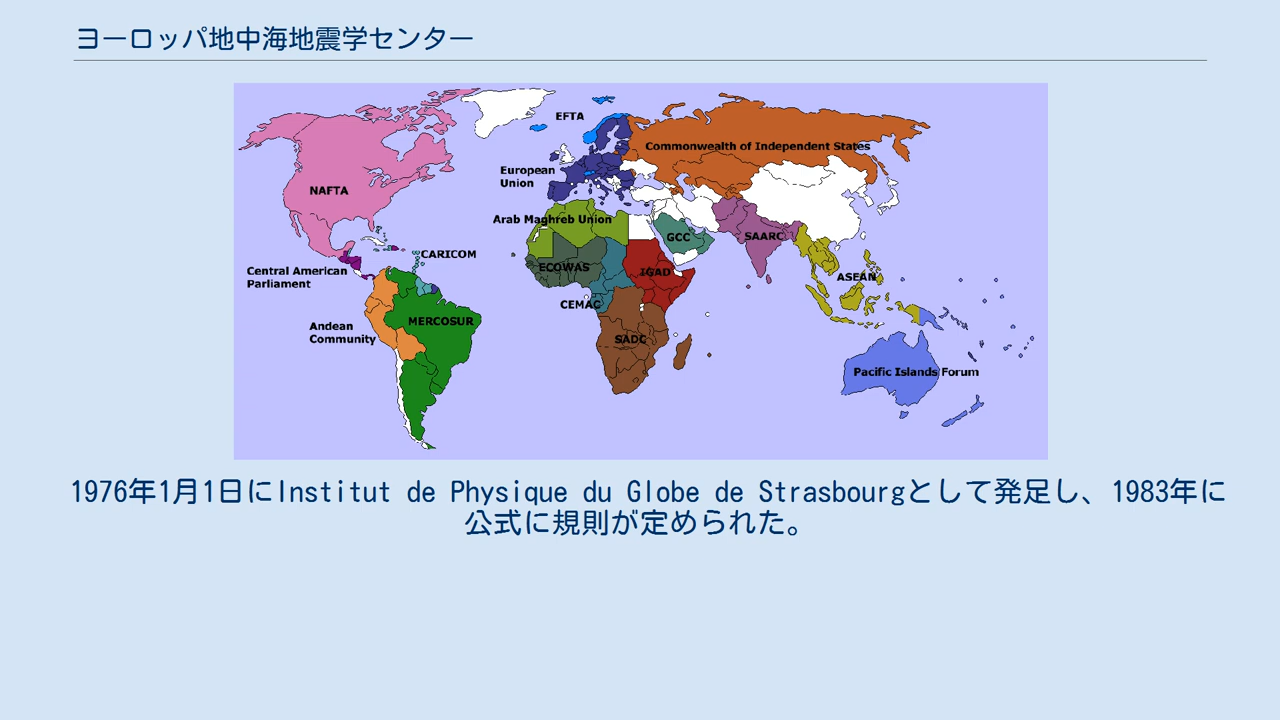 ヨーロッパ地中海地震学センター
EFTA
Commonwealth of Independent States
European
Union
NAFTA
Arab Maghreb Union
GCC
SAARC
CARICOM
ECOWAS
IGAD
Central American
Parliament
ASEAN
CEMAC
MERCOSUR
Andean
Community
SADC
Pacific Islands Forum
1976年1月1日にInstitut de Physique du Globe de Strasbourgとして発足し、1983年に
公式に規則が定められた。